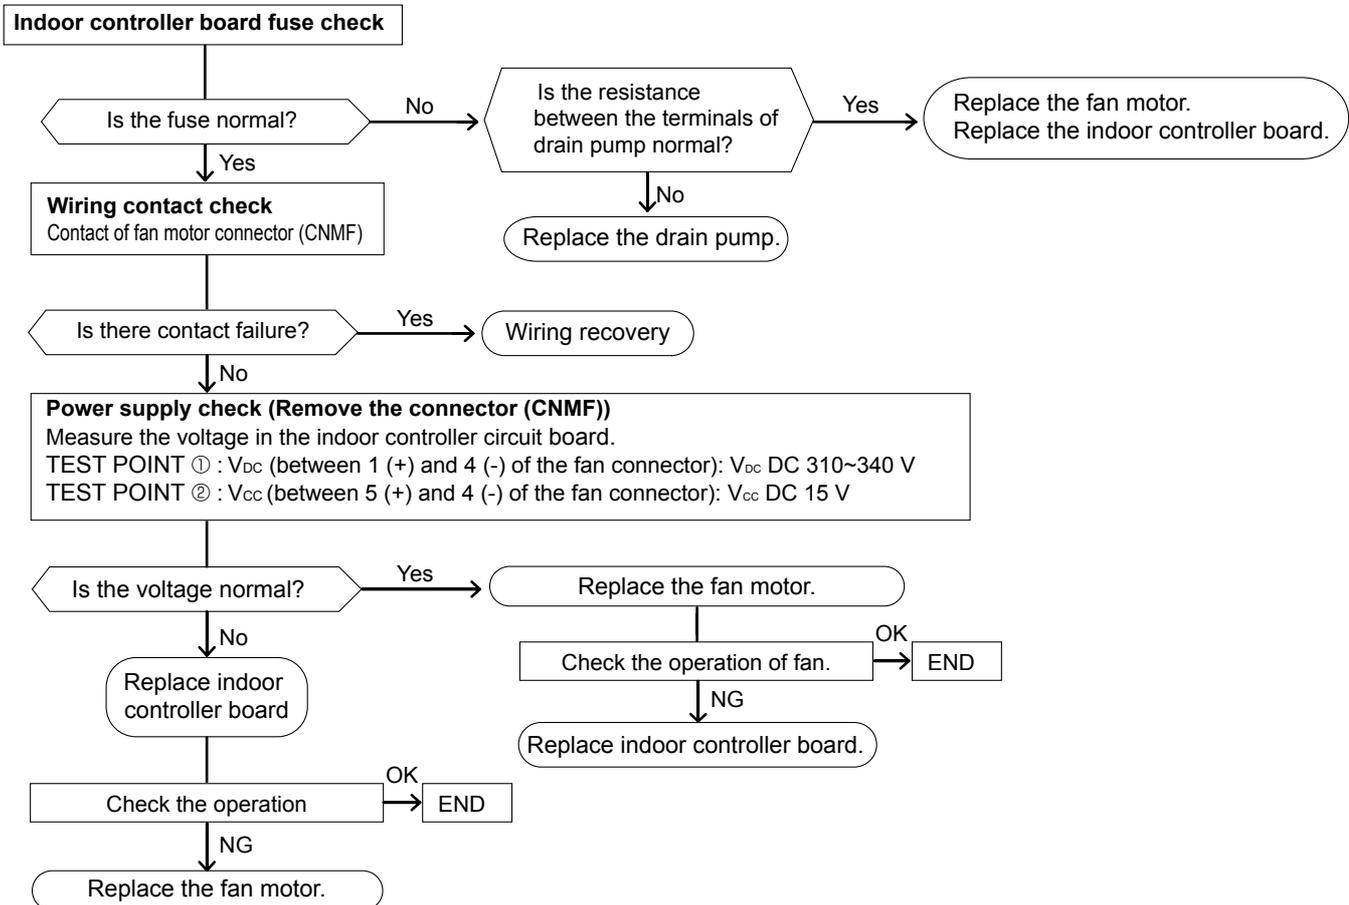 Indoor controller board fuse check
Is the fuse normal?
No
Is the resistance
between the terminals of
drain pump normal?
Yes
Replace the fan motor.
Replace the indoor controller board.
Yes
No
Wiring contact check
Contact of fan motor connector (CNMF)
Replace the drain pump.
Is there contact failure?
Yes
Wiring recovery
No
Power supply check (Remove the connector (CNMF))
Measure the voltage in the indoor controller circuit board.
TEST POINT ① : VDC (between 1 (+) and 4 (-) of the fan connector): VDC DC 310~340 V
TEST POINT ② : VCC (between 5 (+) and 4 (-) of the fan connector): Vcc DC 15 V
Is the voltage normal?
Yes
Replace the fan motor.
No
Check the operation of fan.
OK
END
NG
Replace indoor controller board.
Replace indoor
controller board
Check the operation
OK
END
NG
Replace the fan motor.